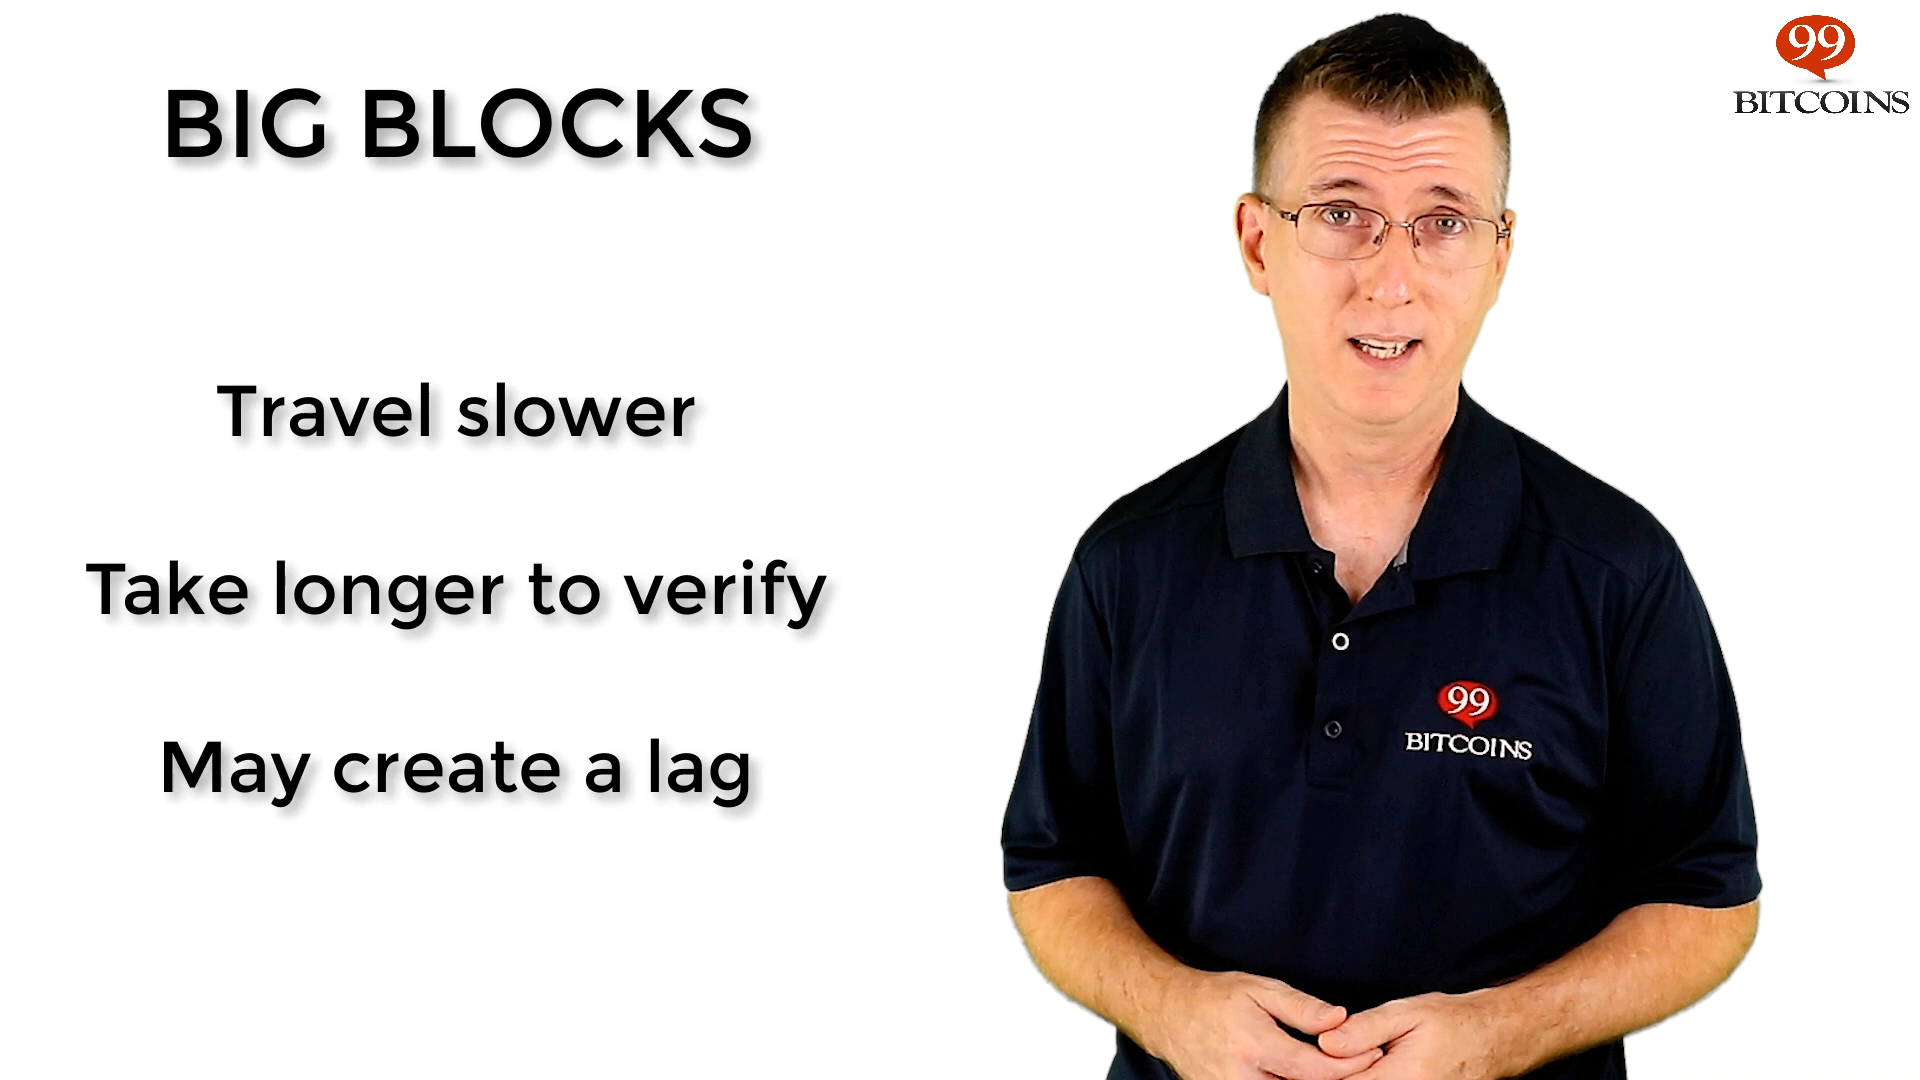 BIG BLOCKS
Travel slower
Take longer to verify
May create a lag
99
BITCOINS
99
BITCOINS